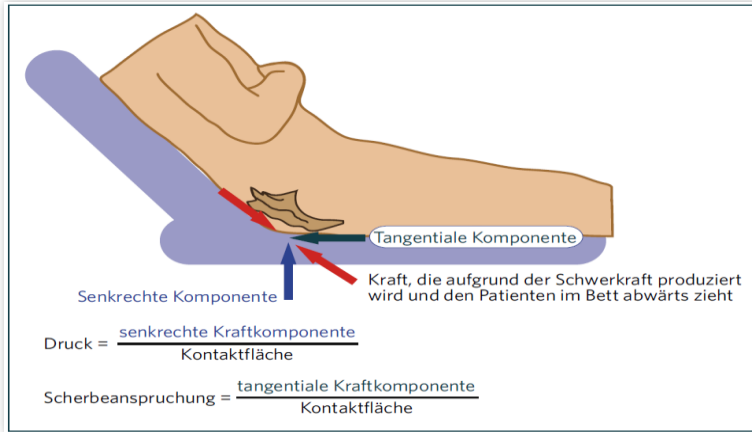 Tangentiale Komponente
Kraft, die aufgrund der Schwerkraft produziert
wird und den Patienten im Bett abwärts zieht
Senkrechte Komponente
Druck = senkrechte Kraftkomponente
Kontaktfläche
Scherbeanspruchung = tangentiale Kraftkomponente
Kontaktfläche